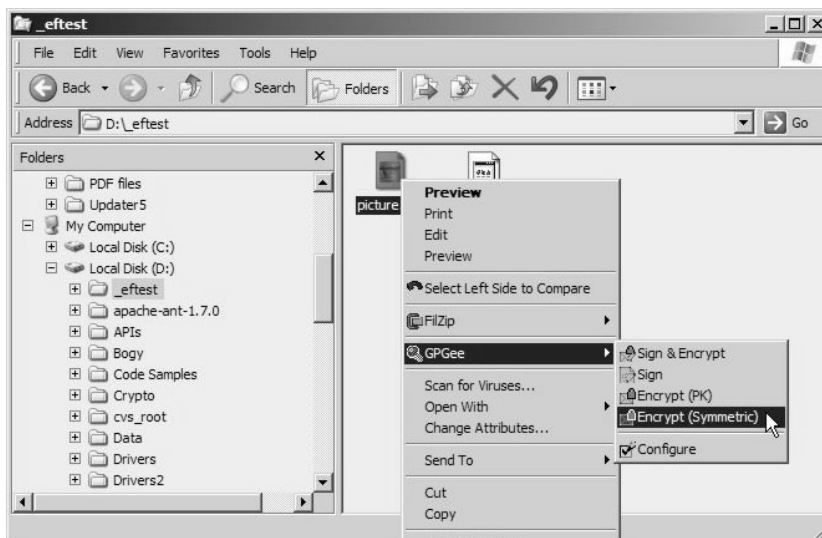 _eftest
File Edit View Favorites Tools Help
Back Search Folders
Address D:\_eftest Go
Folders
PDF files
Updater5
My Computer
Local Disk (C:)
Local Disk (D:)
_eftest
apache-ant-1.7.0
APIs
Bogy
Code Samples
Crypto
cvs_root
Data
Drivers
Drivers2
picture
Preview
Print
Edit
Preview
Select Left Side to Compare
FilZip
GPGee
Scan for Viruses...
Open With
Change Attributes...
Send To
Cut
Copy
Sign & Encrypt
Sign
Encrypt (PK)
Encrypt (Symmetric)
Configure